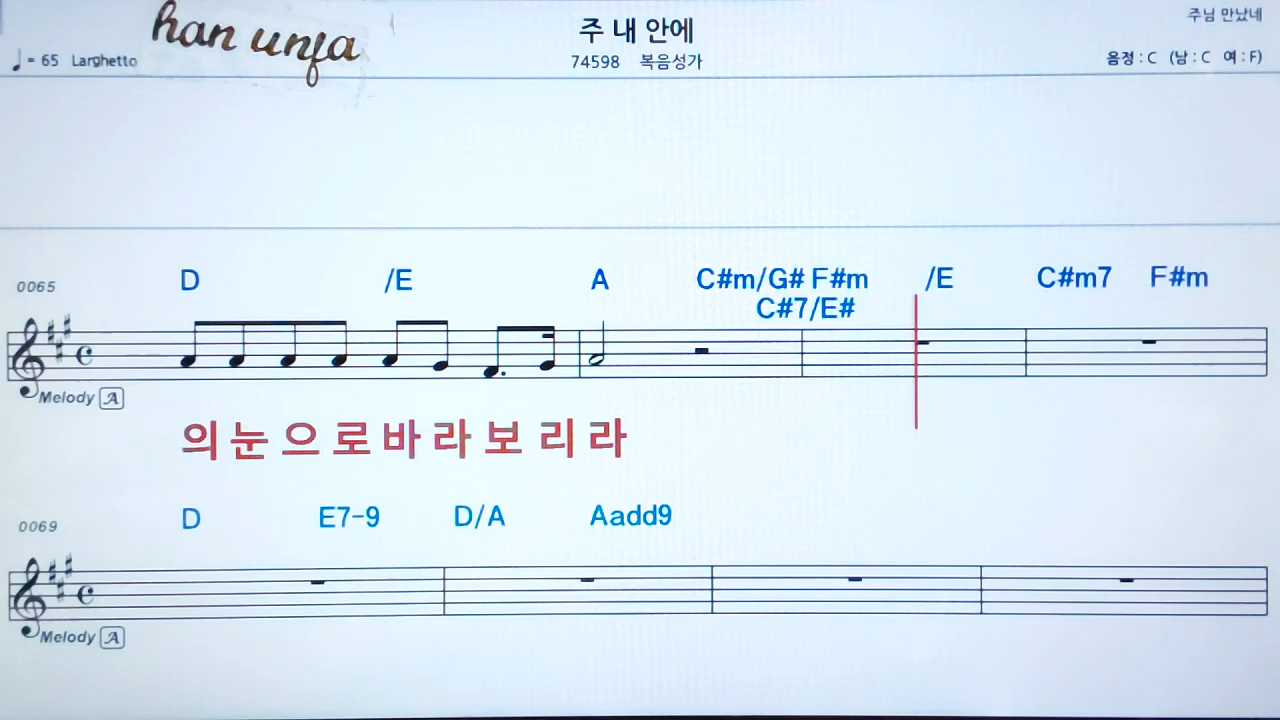 han unfa
주 내 안에
주님 만났네
♩= 65 Larghetto
74598 복음성가
음정 : C (남 : C 여 : F)
0065
D /E A C#m/G# F#m /E C#m7 F#m
C#7/E#
Melody A
의 눈 으 로 바 라 보 리 라
0069
D E7-9 D/A Aadd9
Melody A